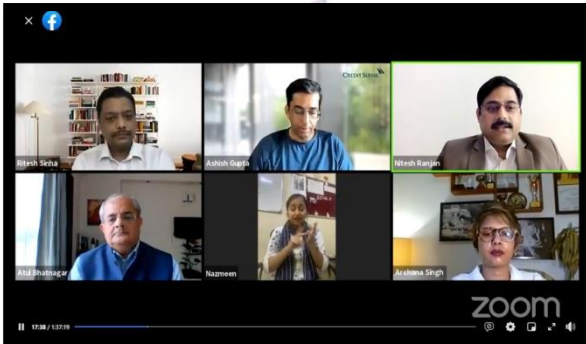 CREDIT SUISSE
Ritesh Sinha
Ashish Gupta
Nitesh Ranjan
Atul Bhatnagar
Nazmeen
Archana Singh
zoom
17:38 / 1:37:19